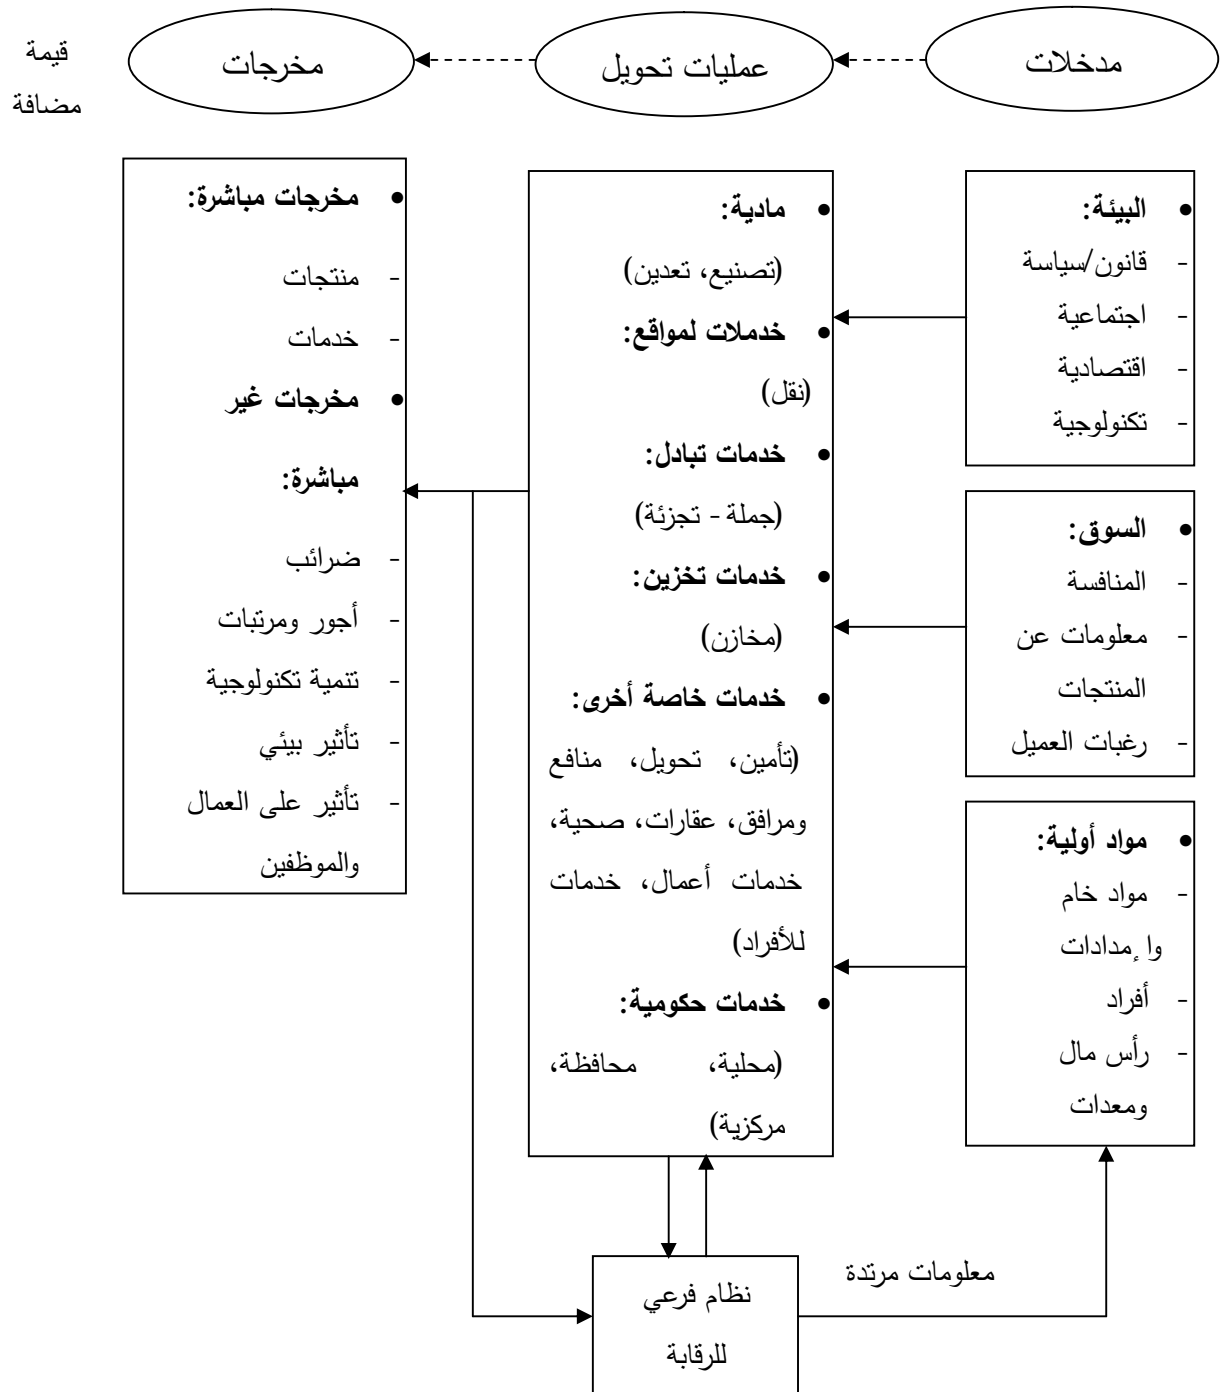 مدخلات
عمليات تحويل
مخرجات
قيمة
مضافة
• البيئة:
- قانون/سياسة
- اجتماعية
- اقتصادية
- تكنولوجية
• السوق:
- المنافسة
- معلومات عن
المنتجات
- رغبات العميل
• مواد أولية:
- مواد خام
وإمدادات
- أفراد
- رأس مال
ومعدات
• مادية:
(تصنيع، تعدين)
• خدملات لمواقع:
(نقل)
• خدمات تبادل:
(جملة - تجزئة)
• خدمات تخزين:
(مخازن)
• خدمات خاصة أخرى:
(تأمين، تحويل، منافع
ومرافق، عقارات، صحية،
خدمات أعمال، خدمات
للأفراد)
• خدمات حكومية:
(محلية، محافظة،
مركزية)
• مخرجات مباشرة:
- منتجات
- خدمات
• مخرجات غير
مباشرة:
- ضرائب
- أجور ومرتبات
- تتمية تكنولوجية
- تأثير بيئي
- تأثير على العمال
والموظفين
معلومات مرتدة
نظام فرعي
للرقابة